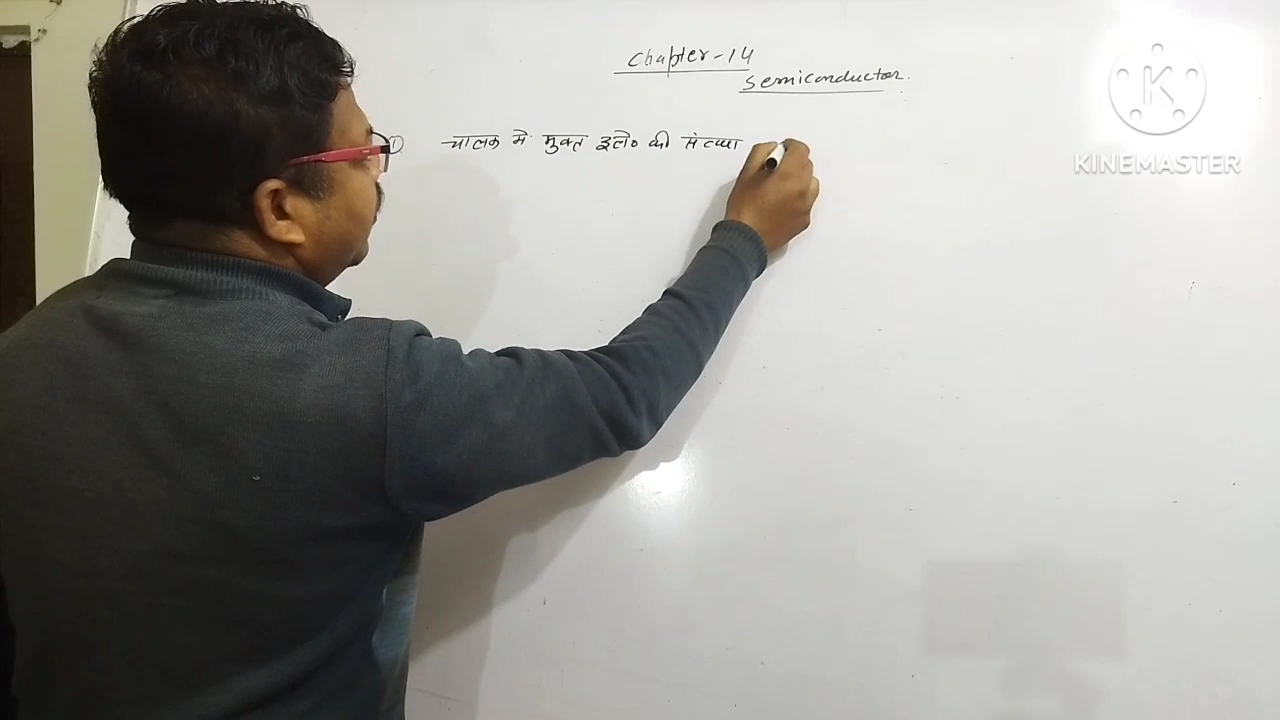 Chapter-14
Semiconductor.
① चालक मे मुक्त इले० की संख्या
K
KINEMASTER